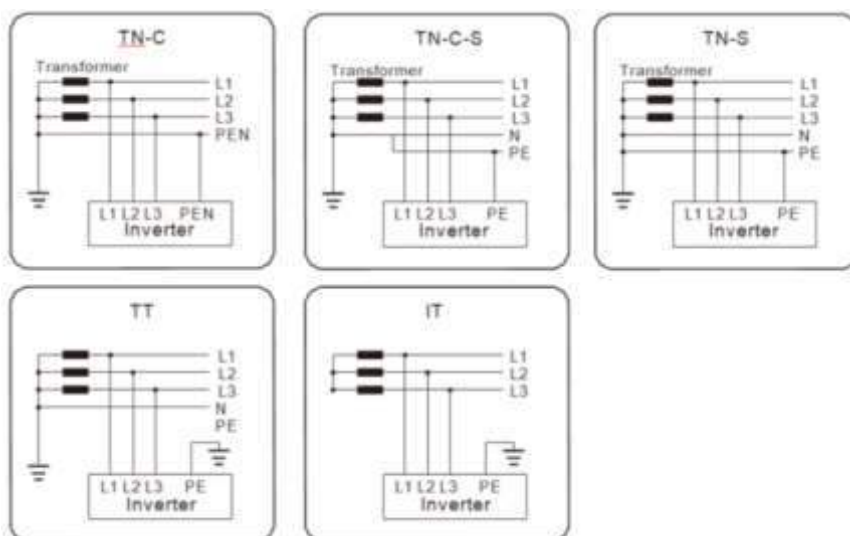 TN-C
Transformer
L1
L2
L3
PEN
L1 L2 L3 PEN
Inverter
TN-C-S
Transformer
L1
L2
L3
N
PE
L1 L2 L3 PE
Inverter
TN-S
Transformer
L1
L2
L3
N
PE
L1 L2 L3 PE
Inverter
TT
L1
L2
L3
N
PE
L1 L2 L3 PE
Inverter
IT
L1
L2
L3
L1 L2 L3 PE
Inverter